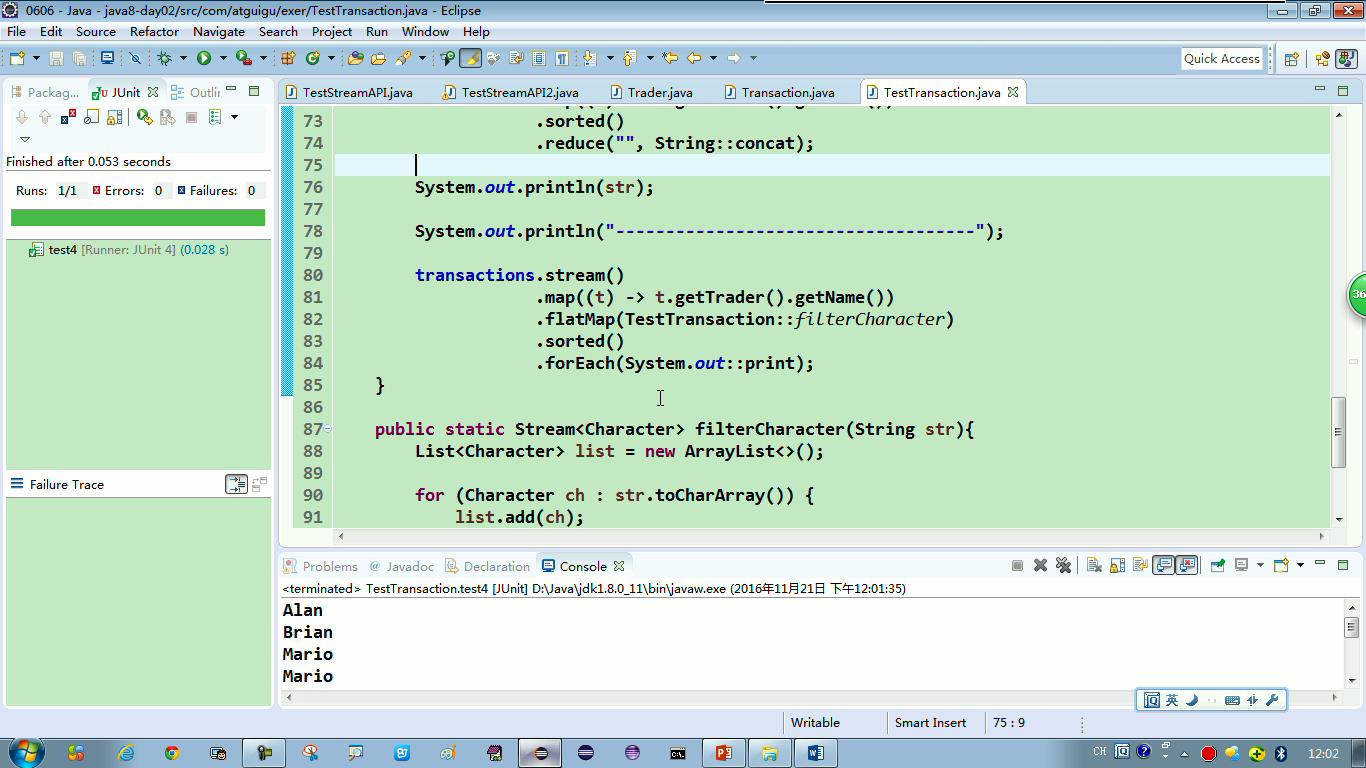 0606 - Java - java8-day02/src/com/atguigu/exer/TestTransaction.java - Eclipse
File Edit Source Refactor Navigate Search Project Run Window Help
Quick Access
Packag... JUnit Outli
TestStreamAPI.java TestStreamAPI2.java Trader.java Transaction.java TestTransaction.java
Finished after 0.053 seconds
Runs: 1/1 Errors: 0 Failures: 0
test4 [Runner: JUnit 4] (0.028 s)
Failure Trace
73 .sorted()
74 .reduce("", String::concat);
75
76 System.out.println(str);
77
78 System.out.println("------------------------------------");
79
80 transactions.stream()
81 .map((t) -> t.getTrader().getName())
82 .flatMap(TestTransaction::filterCharacter)
83 .sorted()
84 .forEach(System.out::print);
85 }
86
87 public static Stream<Character> filterCharacter(String str){
88 List<Character> list = new ArrayList<>();
89
90 for (Character ch : str.toCharArray()) {
91 list.add(ch);
36
Problems @ Javadoc Declaration Console
<terminated> TestTransaction.test4 [JUnit] D:\Java\jdk1.8.0_11\bin\javaw.exe (2016年11月21日 下午12:01:35)
Alan
Brian
Mario
Mario
英
Writable Smart Insert 75 : 9
CH 12:02